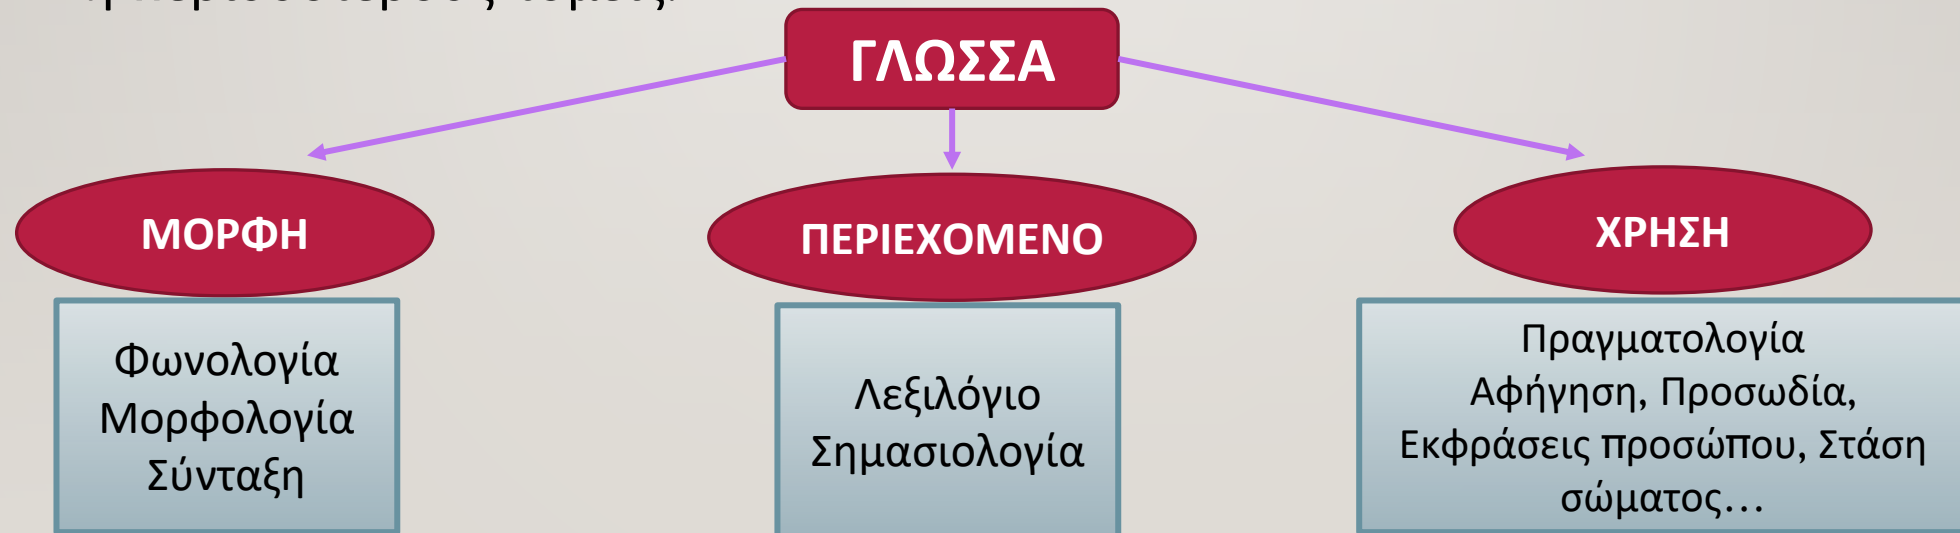 ΓΛΩΣΣΑ
ΜΟΡΦΗ
Φωνολογία
Μορφολογία
Σύνταξη
ΠΕΡΙΕΧΟΜΕΝΟ
Λεξιλόγιο
Σημασιολογία
ΧΡΗΣΗ
Πραγματολογία
Αφήγηση, Προσωδία,
Εκφράσεις προσώπου, Στάση
σώματος…